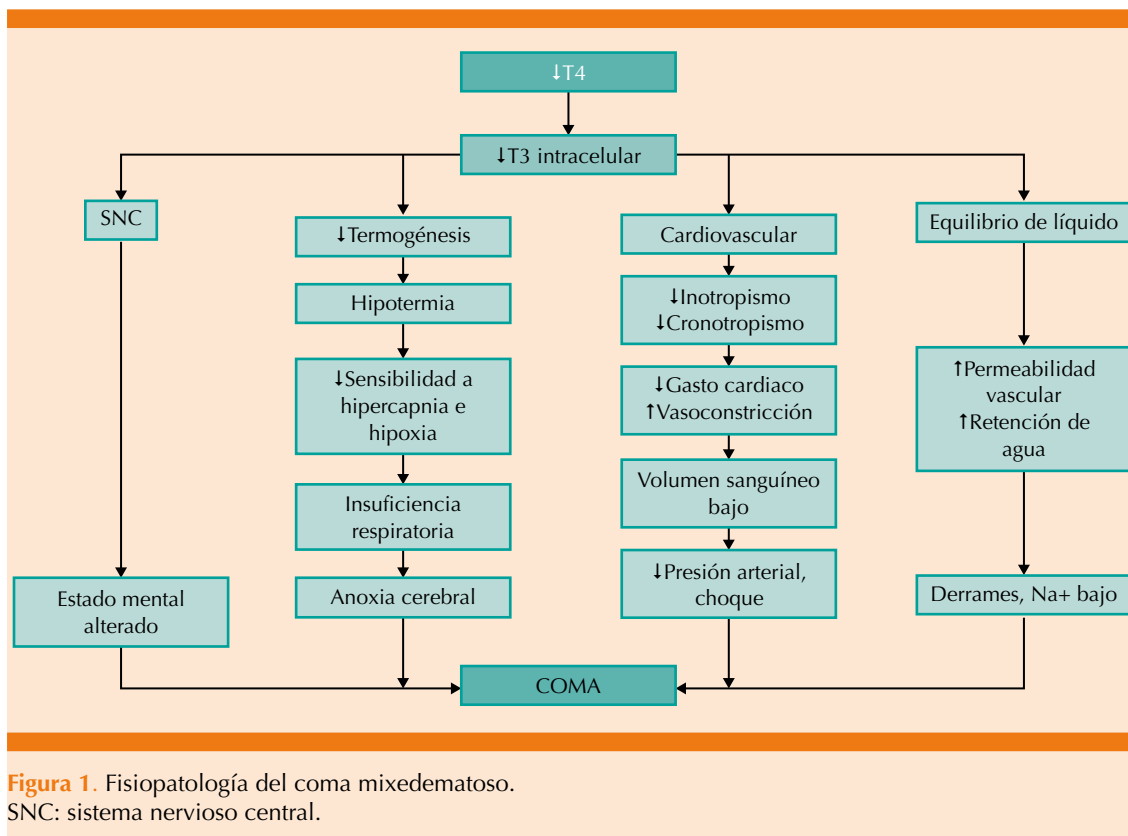 ↓T4
↓T3 intracelular
SNC
Estado mental
alterado
↓Termogénesis
Hipotermia
↓Sensibilidad a
hipercapnia e
hipoxia
Insuficiencia
respiratoria
Anoxia cerebral
Cardiovascular
↓Inotropismo
↓Cronotropismo
↓Gasto cardiaco
↑Vasoconstricción
Volumen sanguíneo
bajo
↓Presión arterial,
choque
Equilibrio de líquido
↑Permeabilidad
vascular
↑Retención de
agua
Derrames, Na+ bajo
COMA
Figura 1. Fisiopatología del coma mixedematoso.
SNC: sistema nervioso central.